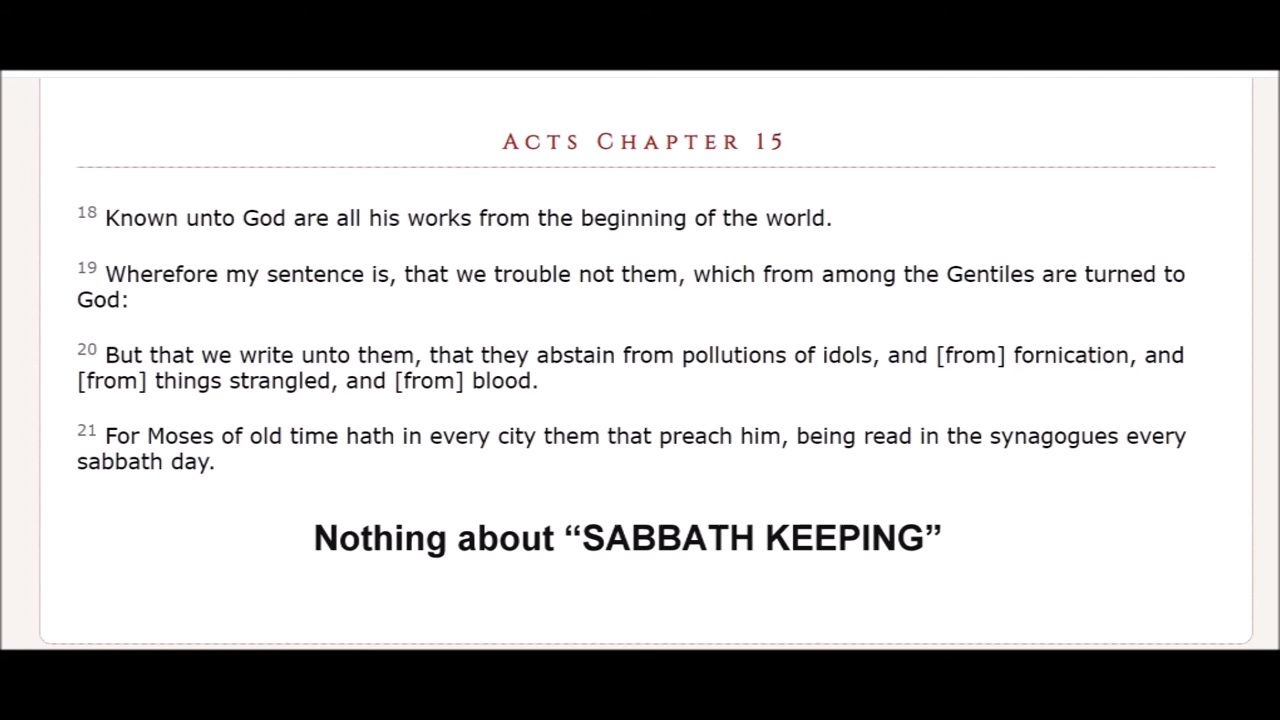 Acts Chapter 15
18 Known unto God are all his works from the beginning of the world.
19 Wherefore my sentence is, that we trouble not them, which from among the Gentiles are turned to
God:
20 But that we write unto them, that they abstain from pollutions of idols, and [from] fornication, and
[from] things strangled, and [from] blood.
21 For Moses of old time hath in every city them that preach him, being read in the synagogues every
sabbath day.
Nothing about “SABBATH KEEPING”